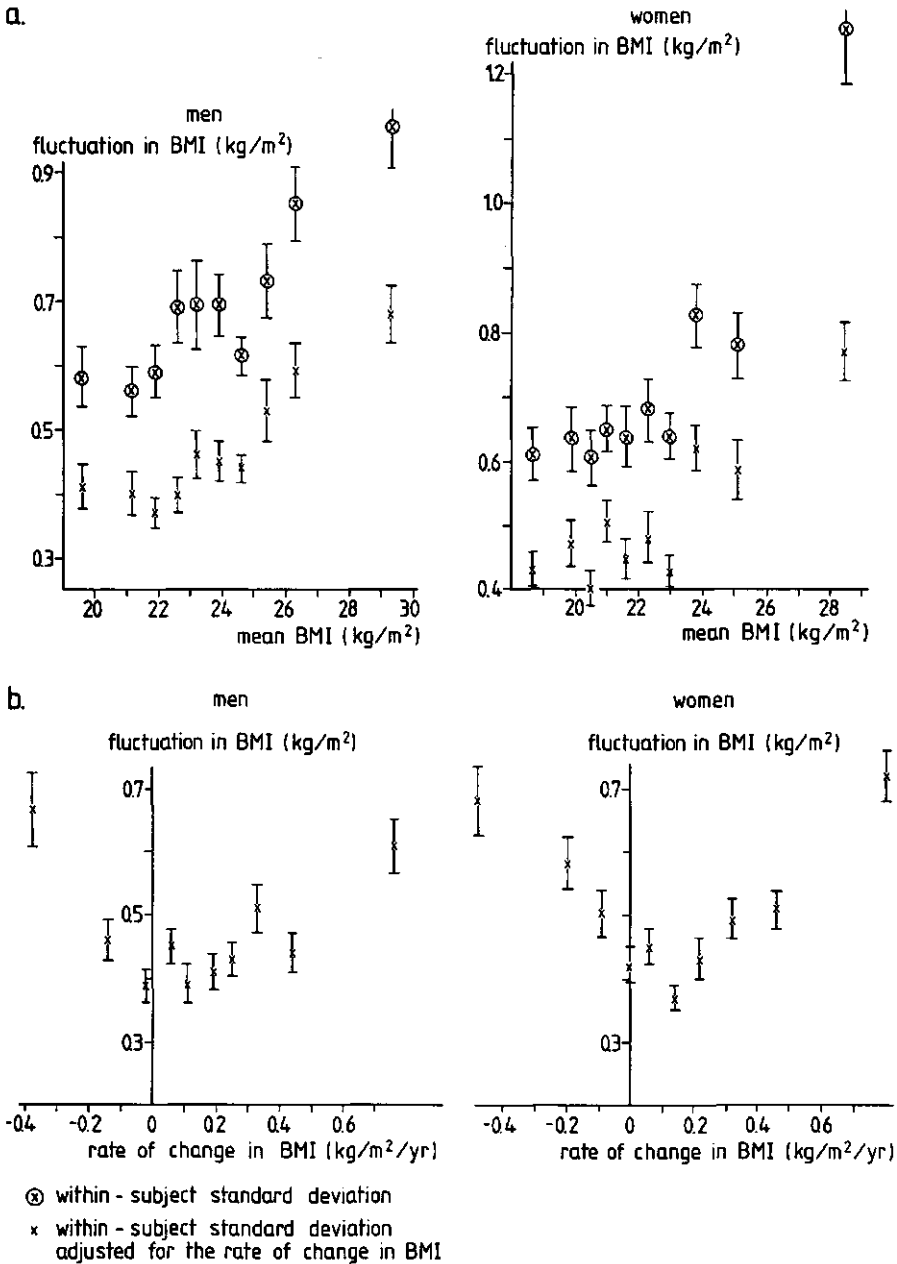 a.
men
fluctuation in BMI (kg/m²)
0.9
0.7
0.5
0.3
20 22 24 26 28 30
mean BMI (kg/m²)
women
fluctuation in BMI (kg/m²)
1.2
1.0
0.8
0.6
0.4
20 22 24 26 28
mean BMI (kg/m²)
b.
men
fluctuation in BMI (kg/m²)
0.7
0.5
0.3
-0.4 -0.2 0 0.2 0.4 0.6
rate of change in BMI (kg/m²/yr)
women
fluctuation in BMI (kg/m²)
0.7
0.3
-0.4 -0.2 0 0.2 0.4 0.6
rate of change in BMI (kg/m²/yr)
within - subject standard deviation
x within - subject standard deviation
adjusted for the rate of change in BMI